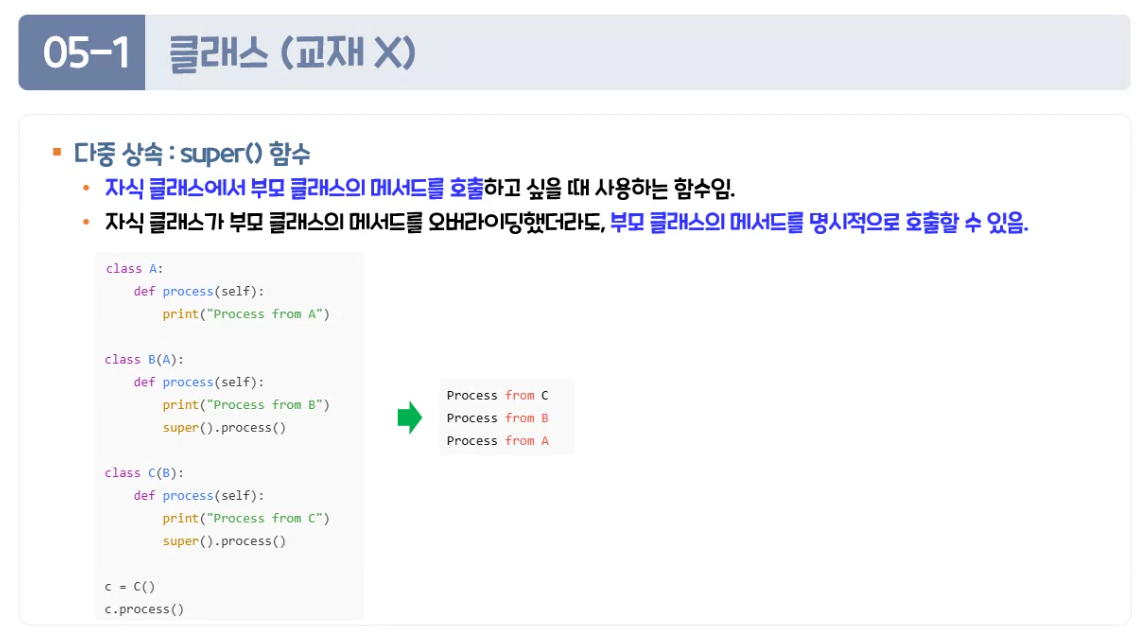 05-1 클래스 (교재 X)
다중 상속 : super() 함수
자식 클래스에서 부모 클래스의 메서드를 호출하고 싶을 때 사용하는 함수임.
자식 클래스가 부모 클래스의 메서드를 오버라이딩했더라도, 부모 클래스의 메서드를 명시적으로 호출할 수 있음.
class A:
    def process(self):
        print("Process from A")
class B(A):
    def process(self):
        print("Process from B")
        super().process()
class C(B):
    def process(self):
        print("Process from C")
        super().process()
c = C()
c.process()
Process from C
Process from B
Process from A